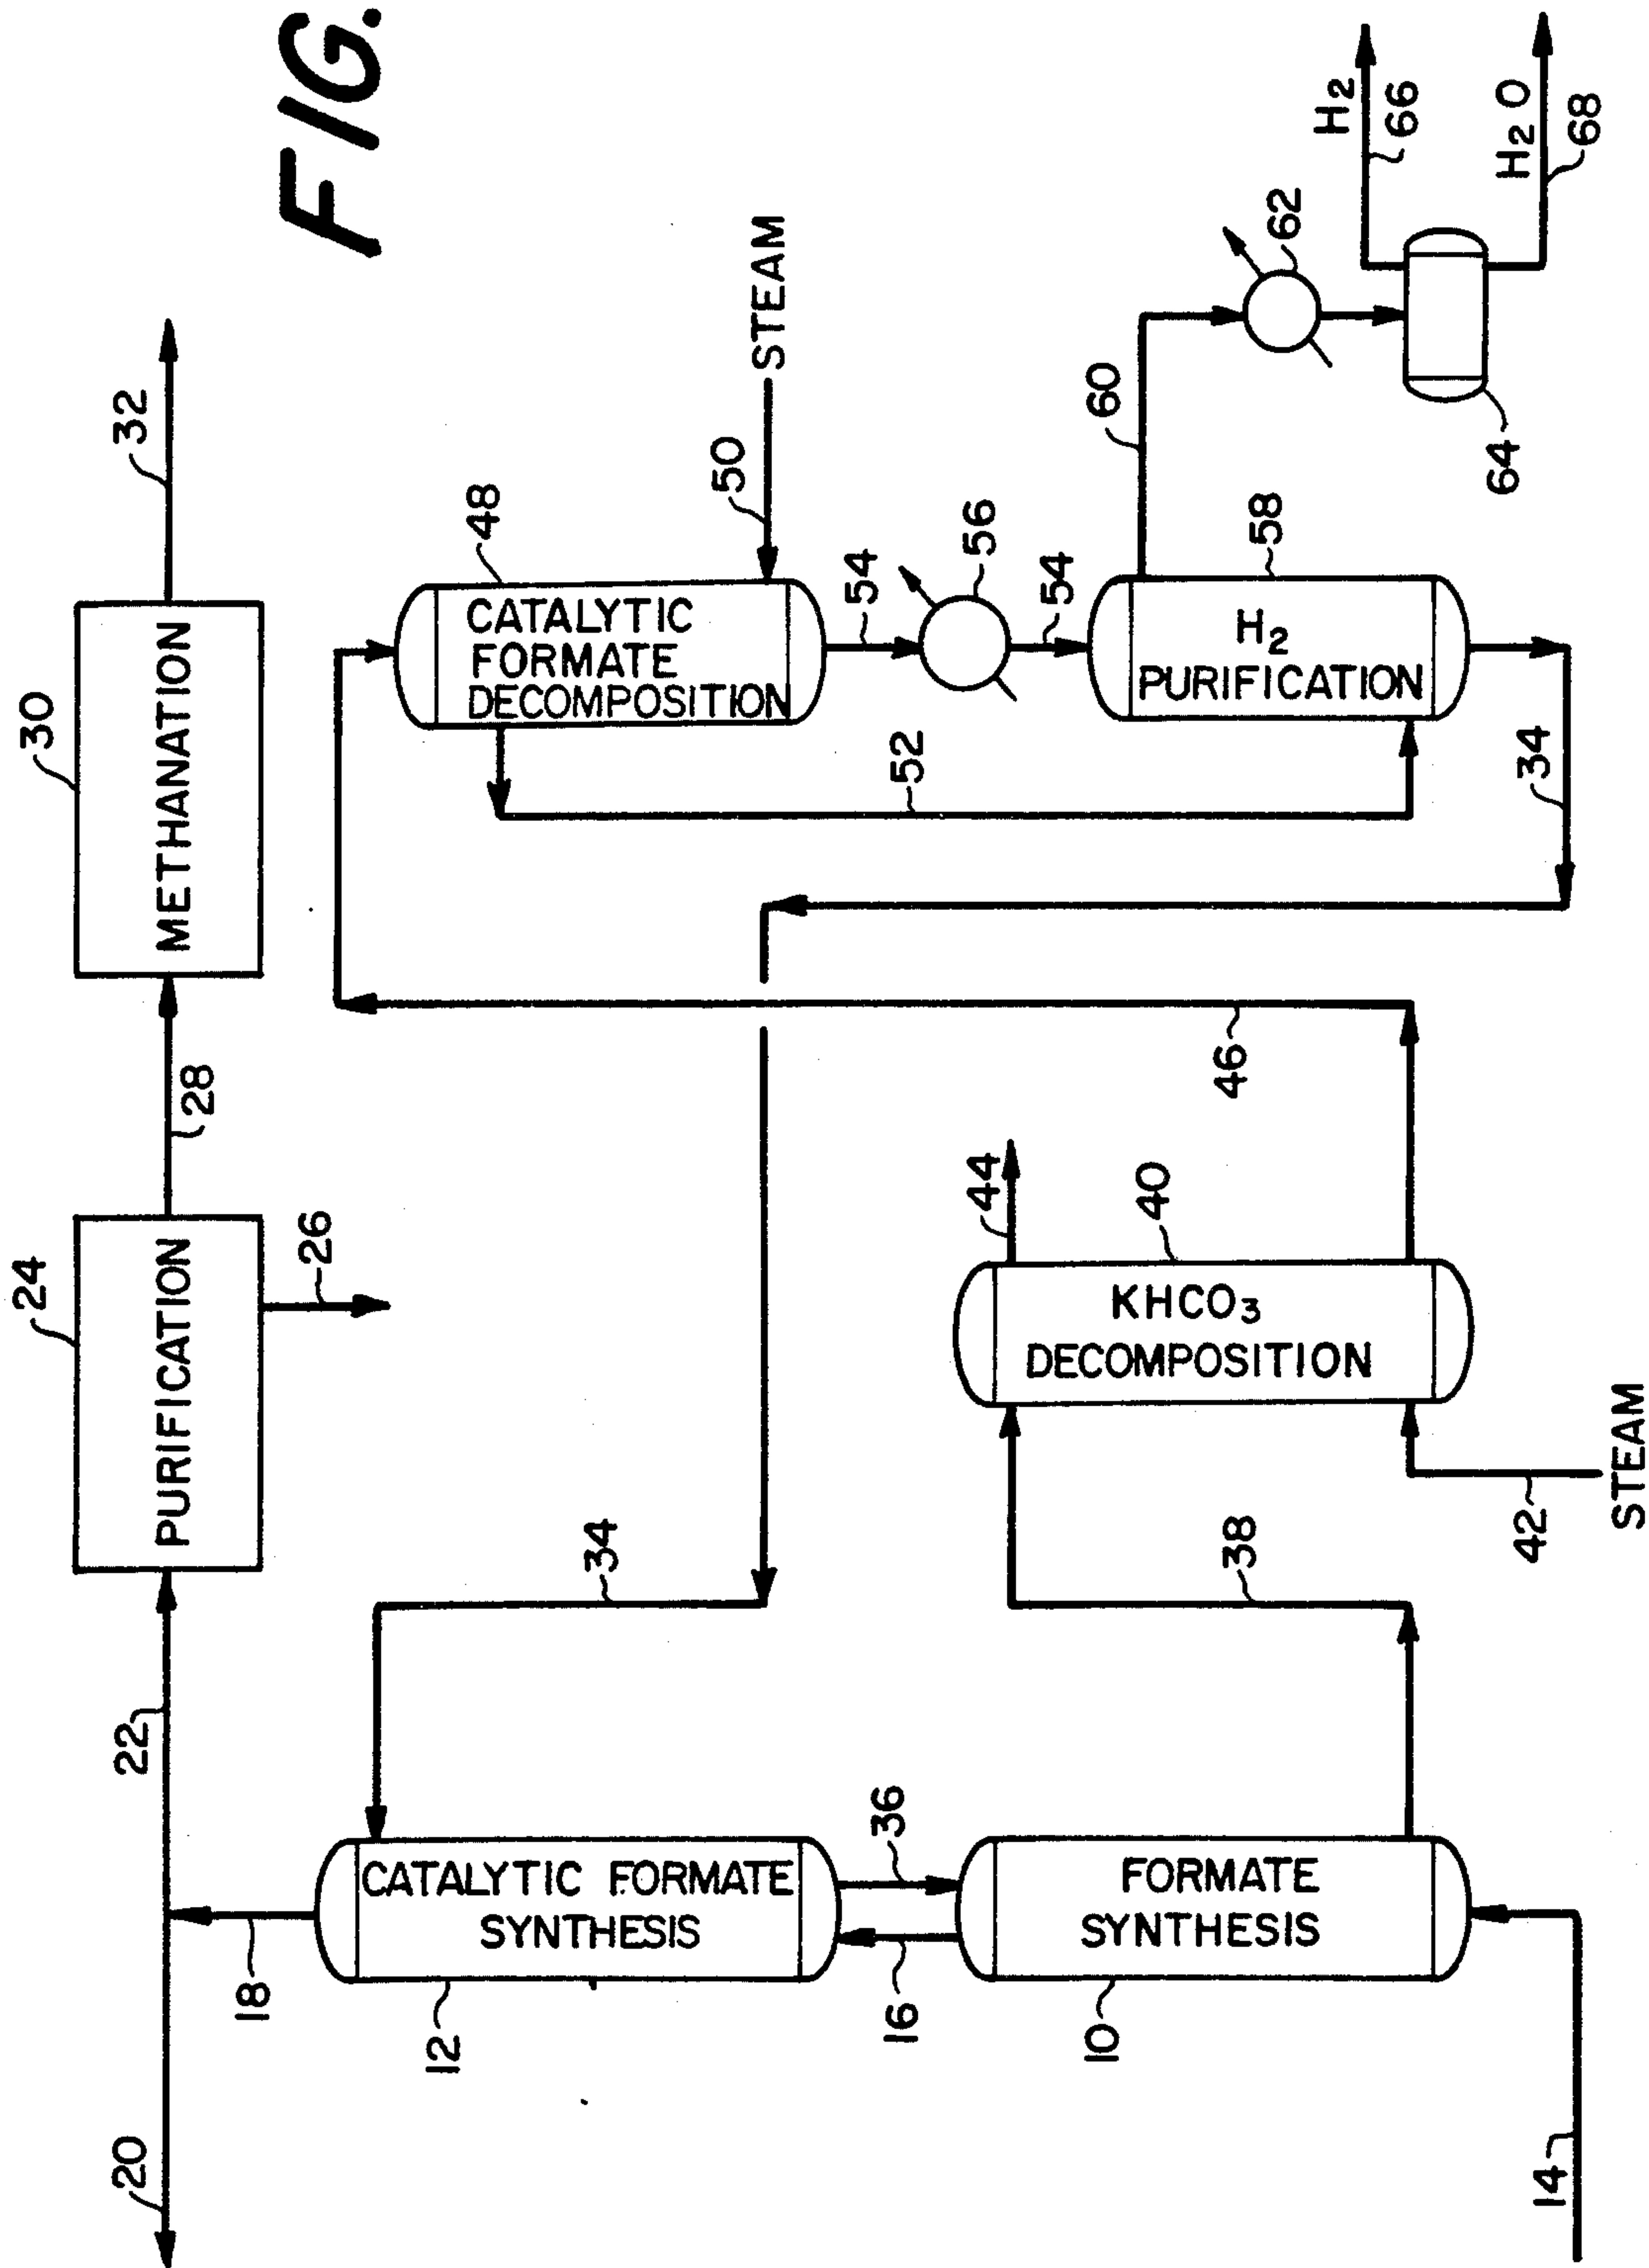 FIG.
30
32
METHANATION
28
24
PURIFICATION
26
22
20
18
48
CATALYTIC
FORMATE
DECOMPOSITION
50
STEAM
54
56
54
52
58
H₂
PURIFICATION
60
62
H₂
66
H₂O
68
64
34
46
44
40
KHCO₃
DECOMPOSITION
42
STEAM
38
34
CATALYTIC FORMATE
SYNTHESIS
12
36
16
FORMATE
SYNTHESIS
10
14